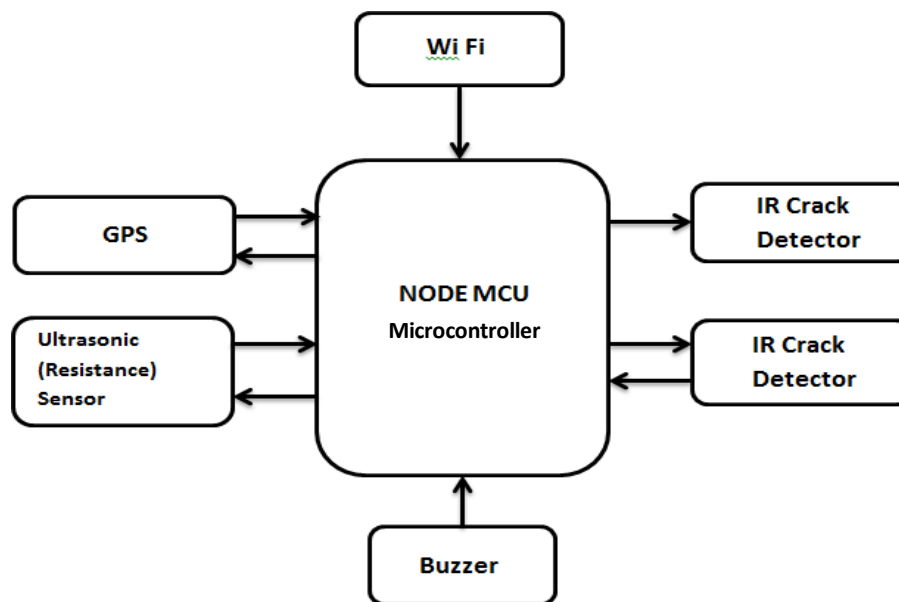 Wi Fi
GPS
IR Crack
Detector
NODE MCU
Microcontroller
Ultrasonic
(Resistance)
Sensor
IR Crack
Detector
Buzzer